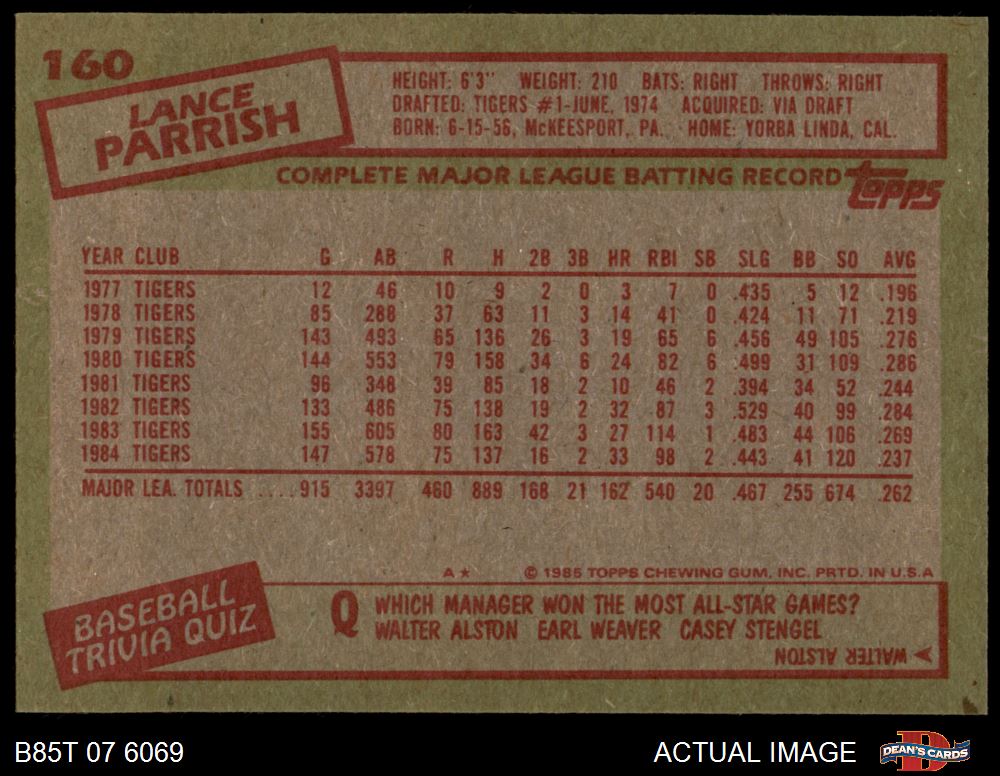 160
LANCE
PARRISH
HEIGHT: 6'3" WEIGHT: 210 BATS: RIGHT THROWS: RIGHT
DRAFTED: TIGERS #1-JUNE, 1974 ACQUIRED: VIA DRAFT
BORN: 6-15-56, McKEESPORT, PA. HOME: YORBA LINDA, CAL.
COMPLETE MAJOR LEAGUE BATTING RECORD topps
YEAR CLUB G AB R H 2B 3B HR RBI SB SLG BB SO AVG
1977 TIGERS 12 46 10 9 2 0 3 7 0 .435 5 12 .196
1978 TIGERS 85 288 37 63 11 3 14 41 0 .424 11 71 .219
1979 TIGERS 143 493 65 136 26 3 19 65 6 .456 49 105 .276
1980 TIGERS 144 553 79 158 34 6 24 82 6 .499 31 109 .286
1981 TIGERS 96 348 39 85 18 2 10 46 2 .394 34 52 .244
1982 TIGERS 133 486 75 138 19 2 32 87 3 .529 40 99 .284
1983 TIGERS 155 605 80 163 42 3 27 114 1 .483 44 106 .269
1984 TIGERS 147 578 75 137 16 2 33 98 2 .443 41 120 .237
MAJOR LEA. TOTALS ....915 3397 460 889 168 21 162 540 20 .467 255 674 .262
A★ © 1985 TOPPS CHEWING GUM, INC. PRTD. IN U.S.A
BASEBALL
TRIVIA QUIZ
Q WHICH MANAGER WON THE MOST ALL-STAR GAMES?
WALTER ALSTON EARL WEAVER CASEY STENGEL
WALTER ALSTON
B85T 07 6069 ACTUAL IMAGE D DEAN'S CARDS